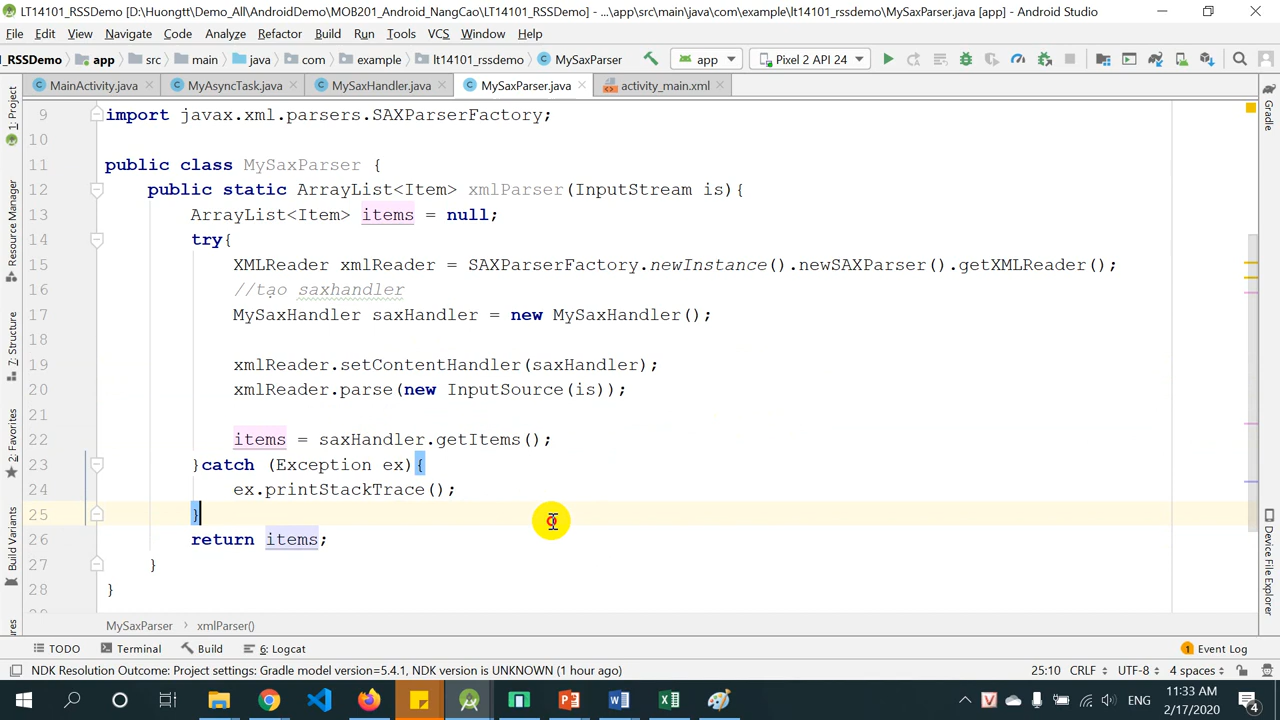 LT14101_RSSDemo [D:\Huongtt\Demo_All\AndroidDemo\MOB201_Android_NangCao\LT14101_RSSDemo] - ...\app\src\main\java\com\example\lt14101_rssdemo\MySaxParser.java [app] - Android Studio
File Edit View Navigate Code Analyze Refactor Build Run Tools VCS Window Help
_RSSDemo app src main java com example lt14101_rssdemo MySaxParser app Pixel 2 API 24
MainActivity.java MyAsyncTask.java MySaxHandler.java MySaxParser.java activity_main.xml
9 import javax.xml.parsers.SAXParserFactory;
10
11 public class MySaxParser {
12 public static ArrayList<Item> xmlParser(InputStream is){
13 ArrayList<Item> items = null;
14 try{
15 XMLReader xmlReader = SAXParserFactory.newInstance().newSAXParser().getXMLReader();
16 //tạo saxhandler
17 MySaxHandler saxHandler = new MySaxHandler();
18
19 xmlReader.setContentHandler(saxHandler);
20 xmlReader.parse(new InputSource(is));
21
22 items = saxHandler.getItems();
23 }catch (Exception ex){
24 ex.printStackTrace();
25 }
26 return items;
27 }
28 }
1: Project
Resource Manager
7: Structure
2: Favorites
Build Variants
Gradle
Device File Explorer
MySaxParser xmlParser()
TODO Terminal Build 6: Logcat 1 Event Log
NDK Resolution Outcome: Project settings: Gradle model version=5.4.1, NDK version is UNKNOWN (1 hour ago) 25:10 CRLF UTF-8 4 spaces
ENG 11:33 AM
2/17/2020 4